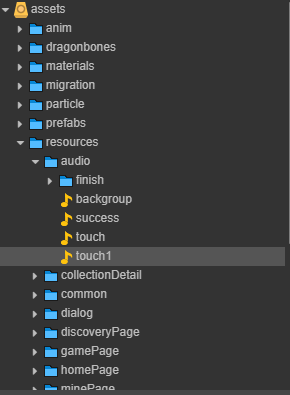 assets
anim
dragonbones
materials
migration
particle
prefabs
resources
audio
finish
backgroup
success
touch
touch1
collectionDetail
common
dialog
discoveryPage
gamePage
homePage
minePage